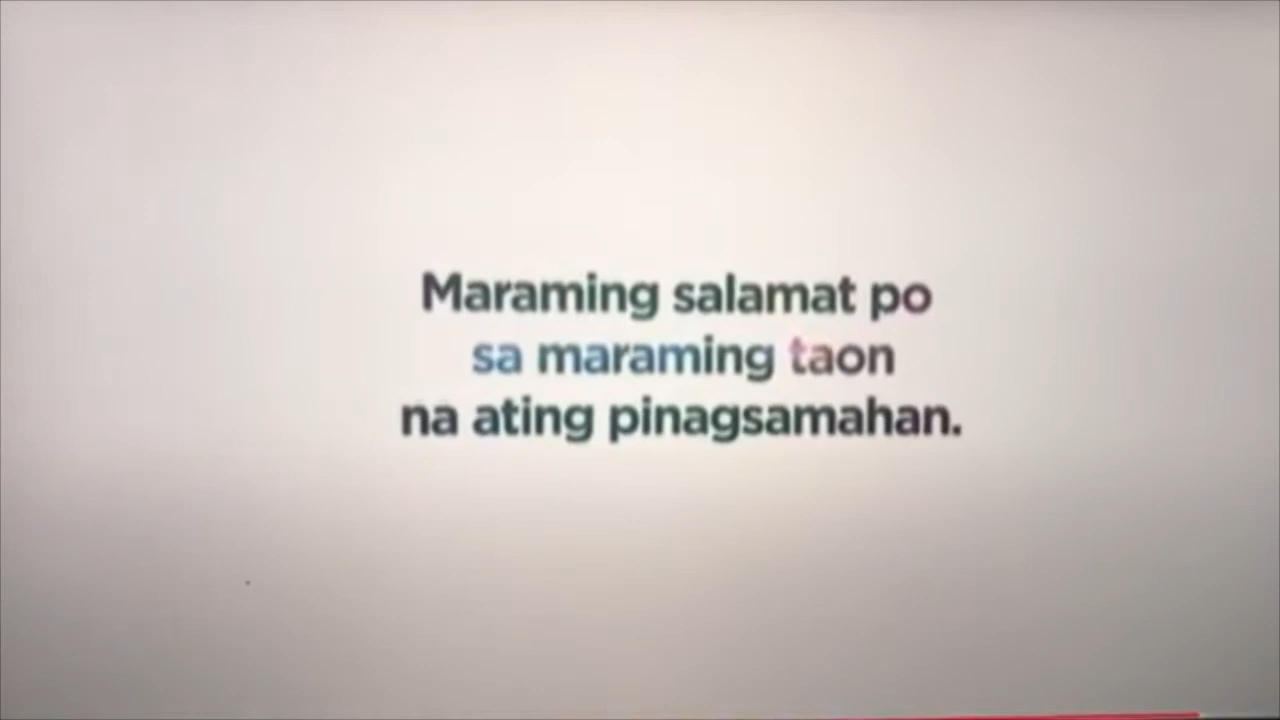 Maraming salamat po
sa maraming taon
na ating pinagsamahan.